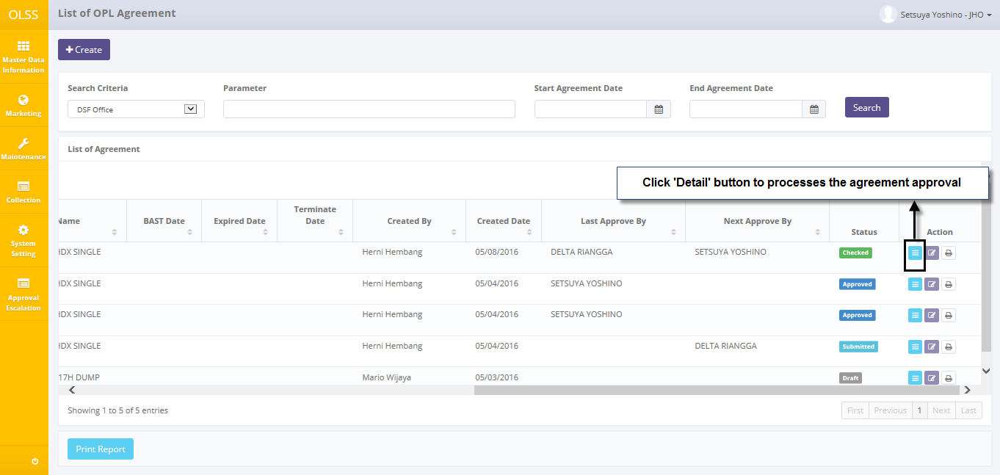 OLSS
List of OPL Agreement
Setsuya Yoshino - JHO
Master Data
Information
Marketing
Maintenance
Collection
System
Setting
Approval
Escalation
Create
Search Criteria
Parameter
Start Agreement Date
End Agreement Date
DSF Office
Search
List of Agreement
Click 'Detail' button to processes the agreement approval
Name BAST Date Expired Date Terminate Date Created By Created Date Last Approve By Next Approve By Status Action
HDX SINGLE Herni Hembang 05/08/2016 DELTA RIANGGA SETSUYA YOSHINO Checked
HDX SINGLE Herni Hembang 05/04/2016 SETSUYA YOSHINO Approved
HDX SINGLE Herni Hembang 05/04/2016 SETSUYA YOSHINO Approved
HDX SINGLE Herni Hembang 05/04/2016 DELTA RIANGGA Submitted
17H DUMP Mario Wijaya 05/03/2016 Draft
Showing 1 to 5 of 5 entries
First Previous 1 Next Last
Print Report